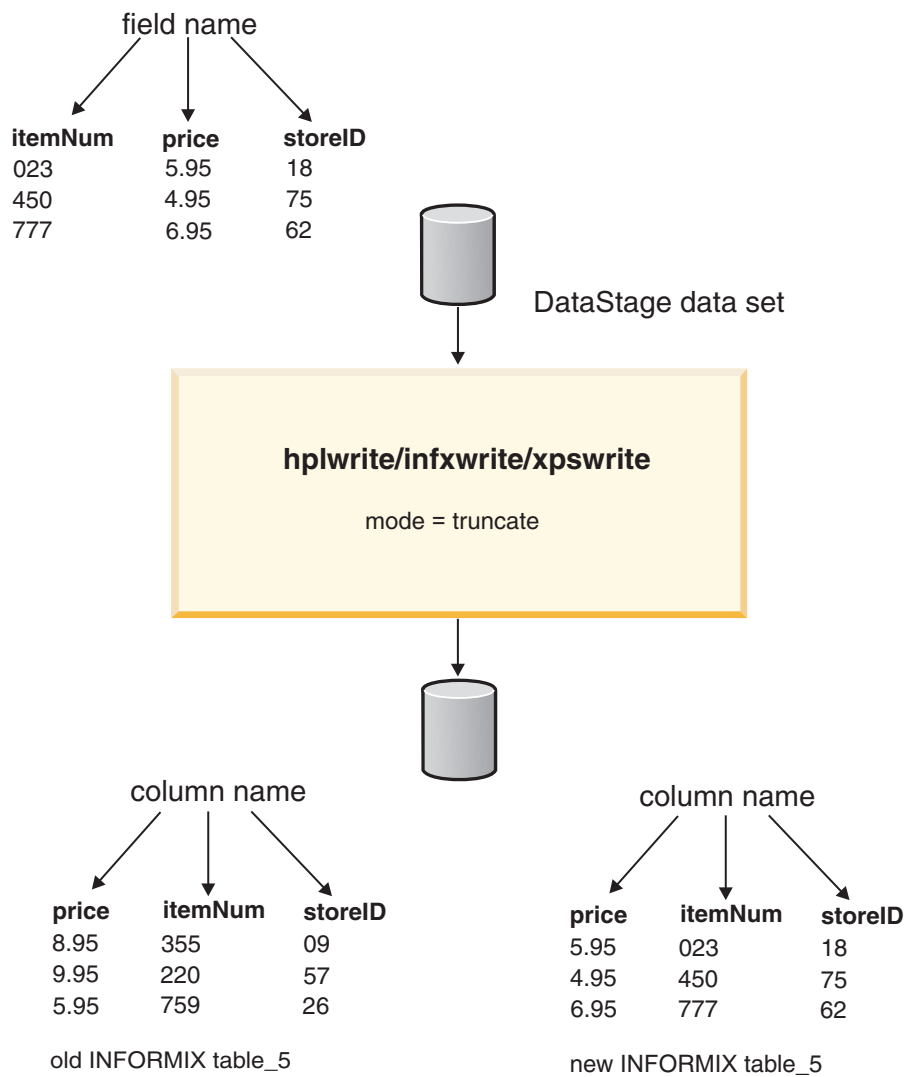 field name
itemNum price storeID
023 5.95 18
450 4.95 75
777 6.95 62
DataStage data set
hplwrite/infxwrite/xpswrite
mode = truncate
column name
price itemNum storeID
8.95 355 09
9.95 220 57
5.95 759 26
old INFORMIX table_5
column name
price itemNum storeID
5.95 023 18
4.95 450 75
6.95 777 62
new INFORMIX table_5